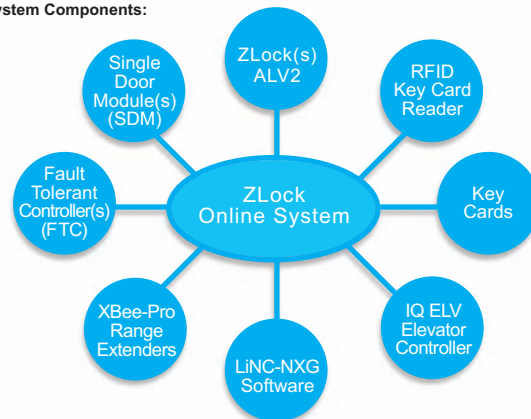 ystem Components:
ZLock(s)
ALV2
RFID
Key Card
Reader
Key
Cards
IQ ELV
Elevator
Controller
LiNC-NXG
Software
XBee-Pro
Range
Extenders
Fault
Tolerant
Controller(s)
(FTC)
Single
Door
Module(s)
(SDM)
ZLock
Online System